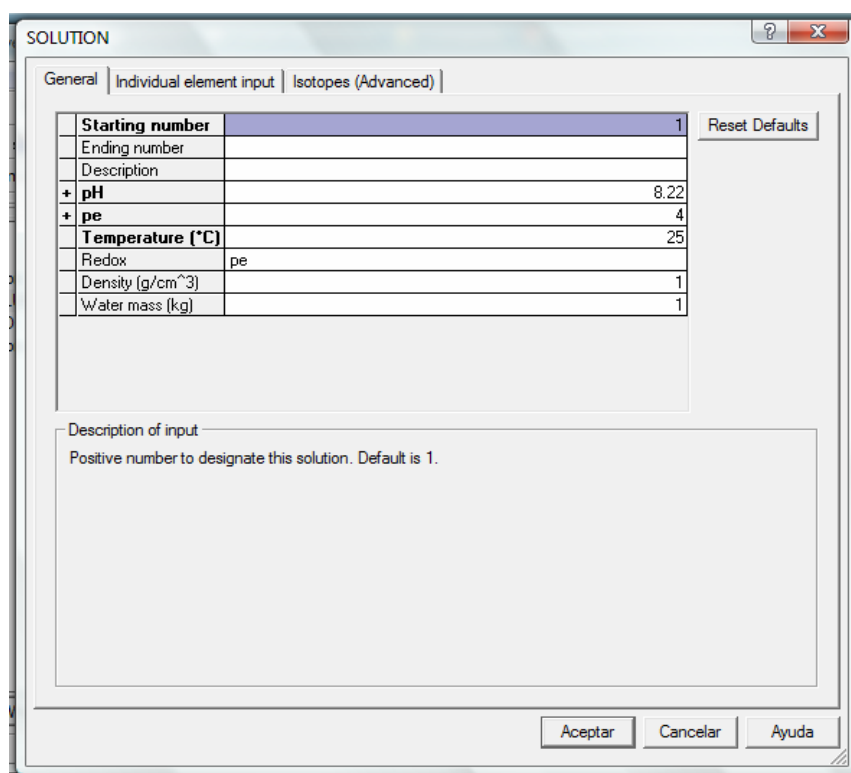 SOLUTION
General Individual element input Isotopes (Advanced)
Starting number 1
Reset Defaults
Ending number
Description
+ pH 8.22
+ pe 4
Temperature (°C) 25
Redox pe
Density (g/cm^3) 1
Water mass (kg) 1
Description of input
Positive number to designate this solution. Default is 1.
Aceptar Cancelar Ayuda